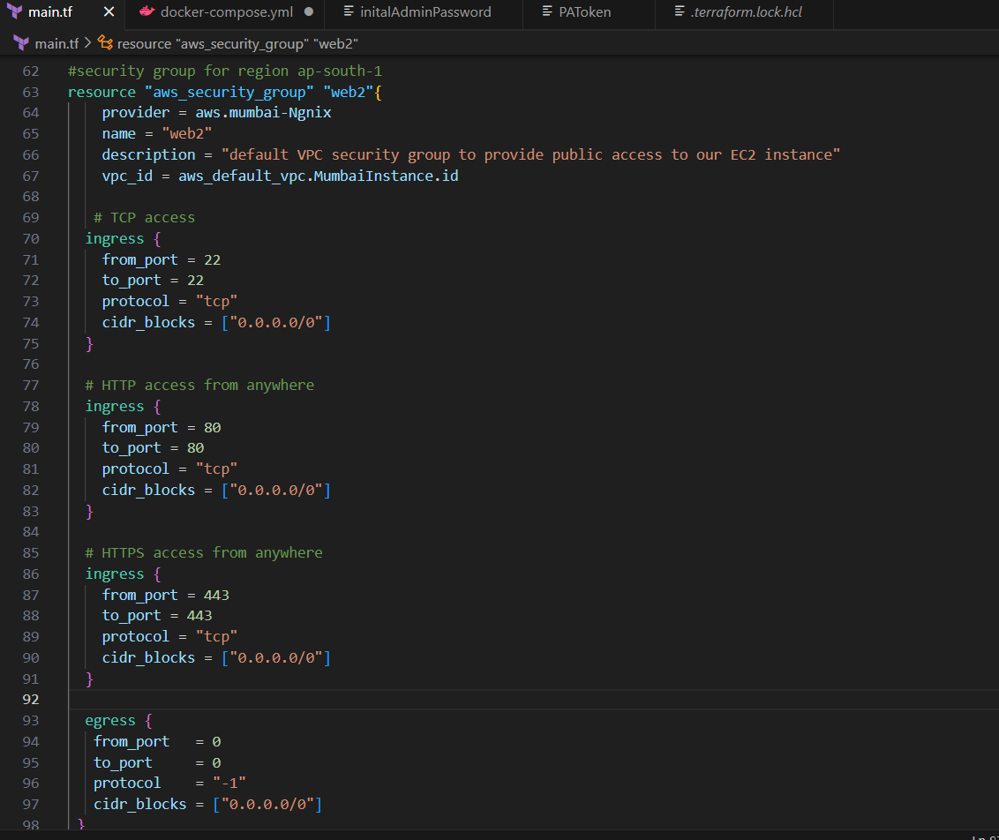 main.tf
docker-compose.yml
initalAdminPassword
PAToken
.terraform.lock.hcl
main.tf > resource "aws_security_group" "web2"
62 #security group for region ap-south-1
63 resource "aws_security_group" "web2"{
64 provider = aws.mumbai-Ngnix
65 name = "web2"
66 description = "default VPC security group to provide public access to our EC2 instance"
67 vpc_id = aws_default_vpc.MumbaiInstance.id
68
69 # TCP access
70 ingress {
71 from_port = 22
72 to_port = 22
73 protocol = "tcp"
74 cidr_blocks = ["0.0.0.0/0"]
75 }
76
77 # HTTP access from anywhere
78 ingress {
79 from_port = 80
80 to_port = 80
81 protocol = "tcp"
82 cidr_blocks = ["0.0.0.0/0"]
83 }
84
85 # HTTPS access from anywhere
86 ingress {
87 from_port = 443
88 to_port = 443
89 protocol = "tcp"
90 cidr_blocks = ["0.0.0.0/0"]
91 }
92
93 egress {
94 from_port   = 0
95 to_port     = 0
96 protocol    = "-1"
97 cidr_blocks = ["0.0.0.0/0"]
98 }